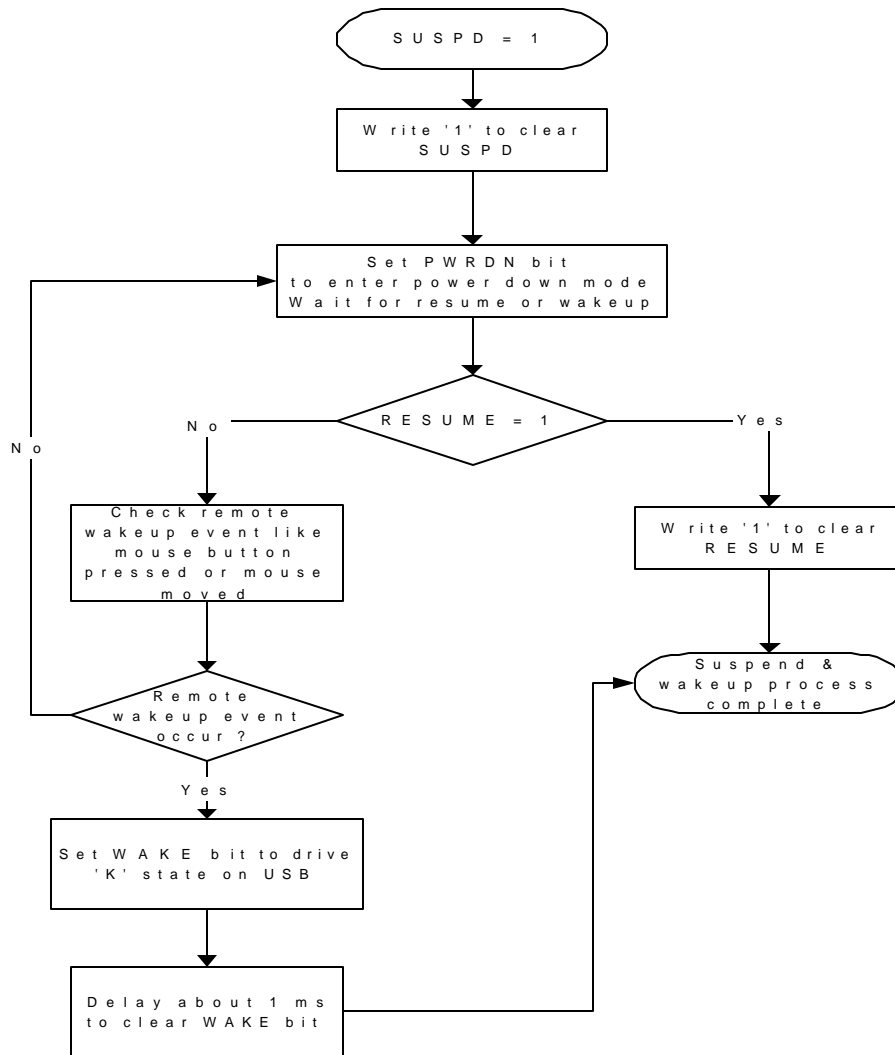 SUSPD = 1
Write '1' to clear
SUSPD
Set PWRDN bit
to enter power down mode
Wait for resume or wakeup
RESUME = 1
No
Yes
No
Check remote
wakeup event like
mouse button
pressed or mouse
moved
Write '1' to clear
RESUME
Suspend &
wakeup process
complete
Remote
wakeup event
occur ?
Yes
Set WAKE bit to drive
'K' state on USB
Delay about 1 ms
to clear WAKE bit